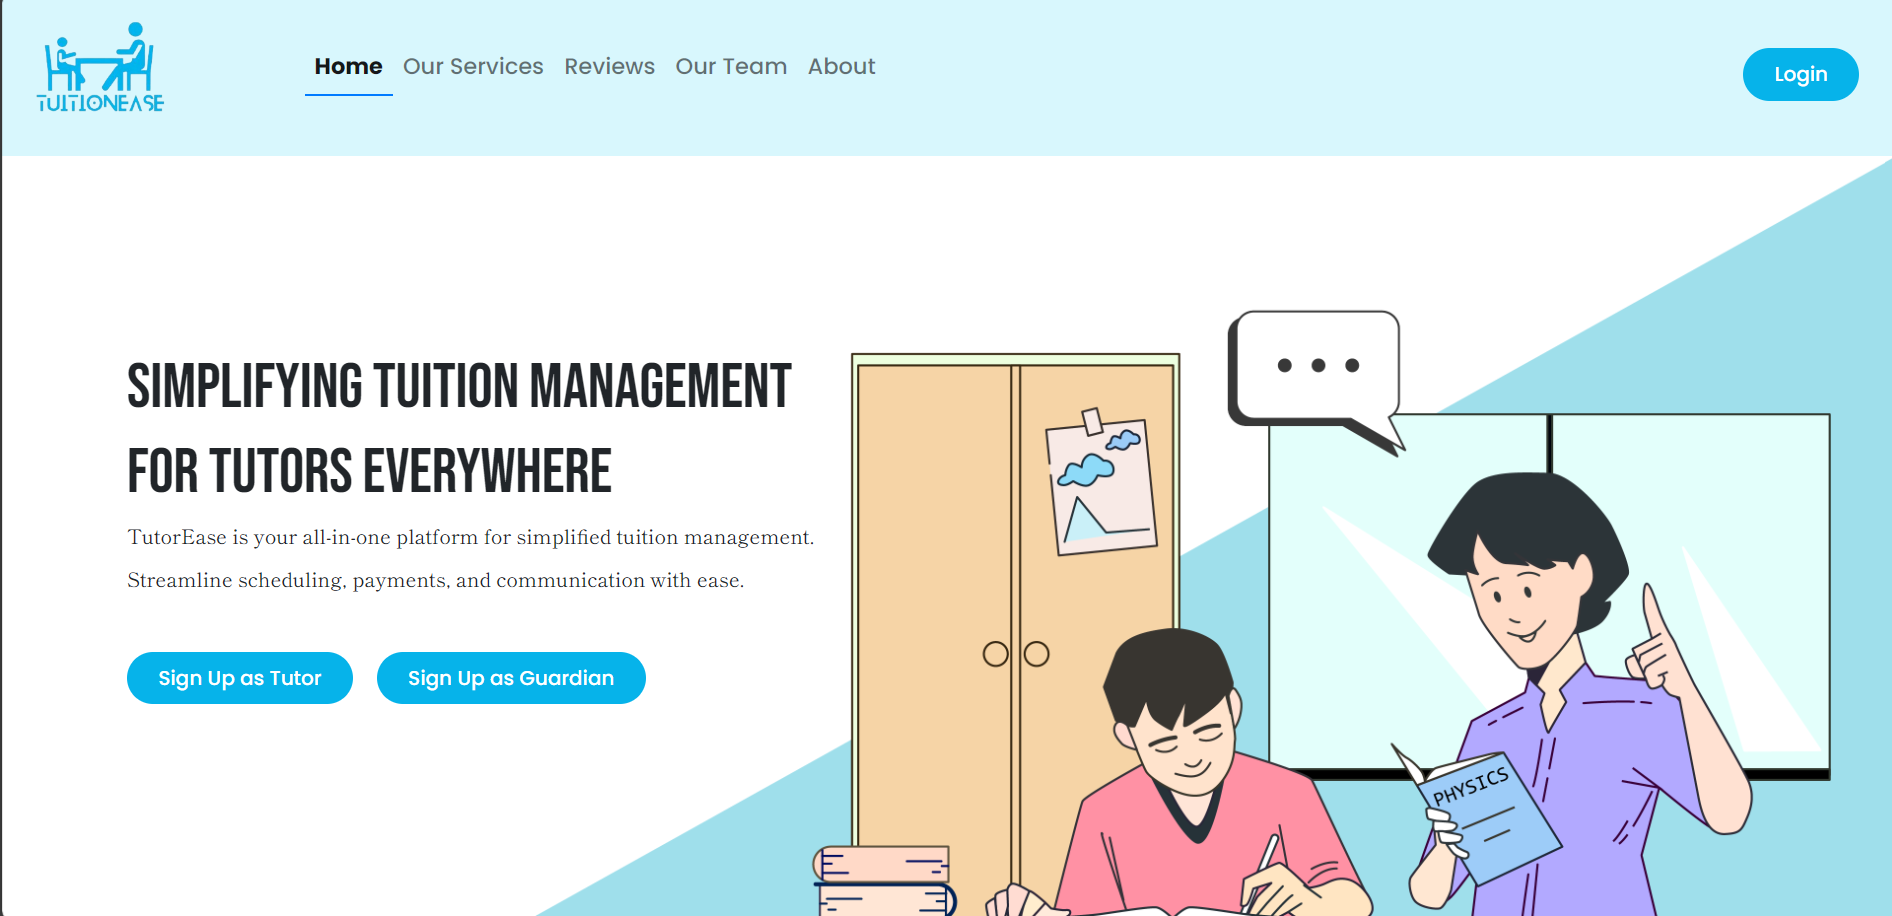 TUITIONEASE
Home Our Services Reviews Our Team About
Login
SIMPLIFYING TUITION MANAGEMENT
FOR TUTORS EVERYWHERE
TutorEase is your all-in-one platform for simplified tuition management.
Streamline scheduling, payments, and communication with ease.
Sign Up as Tutor Sign Up as Guardian
PHYSICS